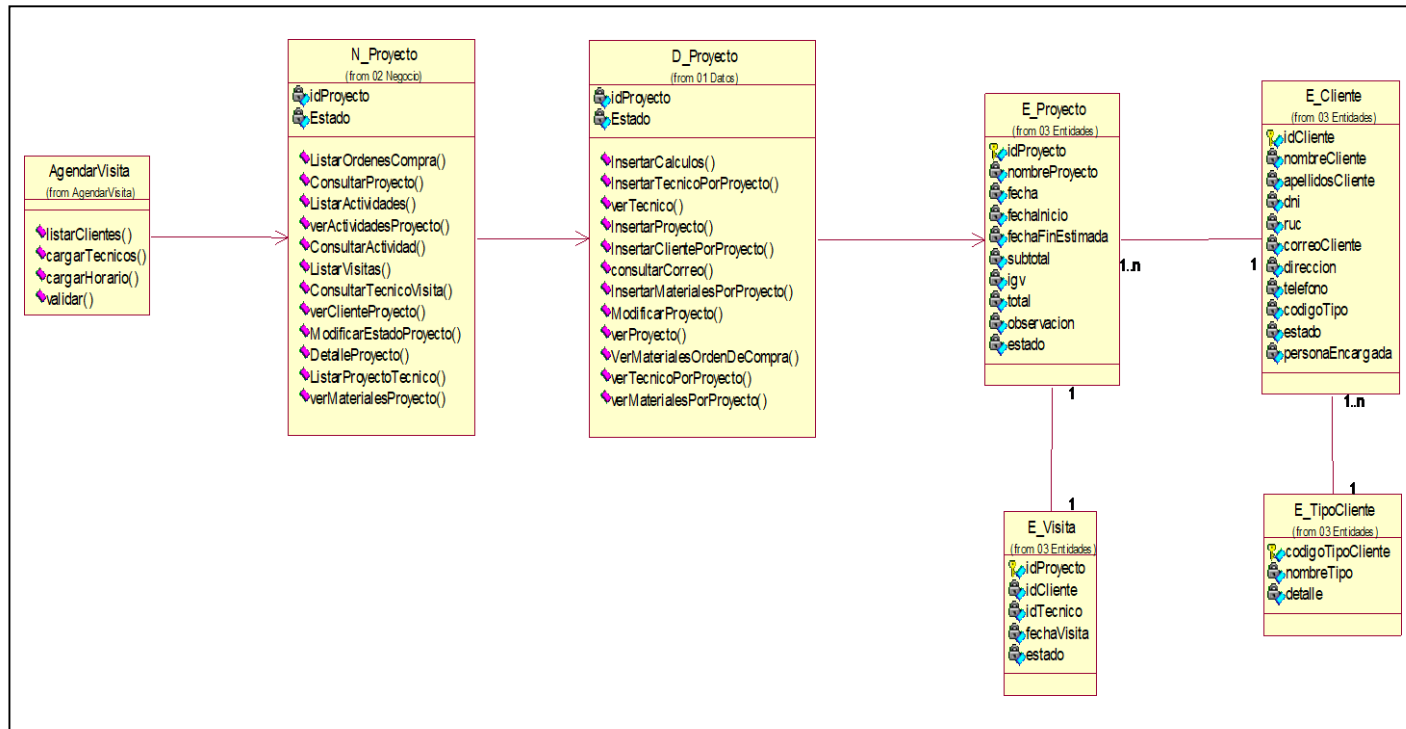 AgendarVisita
(from AgendarVisita)
listarClientes()
cargarTecnicos()
cargarHorario()
validar()
N_Proyecto
(from 02 Negocio)
idProyecto
Estado
ListarOrdenesCompra()
ConsultarProyecto()
ListarActividades()
verActividadesProyecto()
ConsultarActividad()
ListarVisitas()
ConsultarTecnicoVisita()
verClienteProyecto()
ModificarEstadoProyecto()
DetalleProyecto()
ListarProyectoTecnico()
verMaterialesProyecto()
D_Proyecto
(from 01 Datos)
idProyecto
Estado
InsertarCalculos()
InsertarTecnicoPorProyecto()
verTecnico()
InsertarProyecto()
InsertarClientePorProyecto()
consultarCorreo()
InsertarMaterialesPorProyecto()
ModificarProyecto()
verProyecto()
VerMaterialesOrdenDeCompra()
verTecnicoPorProyecto()
verMaterialesPorProyecto()
E_Proyecto
(from 03 Entidades)
idProyecto
nombreProyecto
fecha
fechaInicio
fechaFinEstimada
subtotal
igv
total
observacion
estado
1..n
1
1
1
E_Cliente
(from 03 Entidades)
idCliente
nombreCliente
apellidosCliente
dni
ruc
correoCliente
direccion
telefono
codigoTipo
estado
personaEncargada
1..n
1
E_Visita
(from 03 Entidades)
idProyecto
idCliente
idTecnico
fechaVisita
estado
E_TipoCliente
(from 03 Entidades)
codigoTipoCliente
nombreTipo
detalle